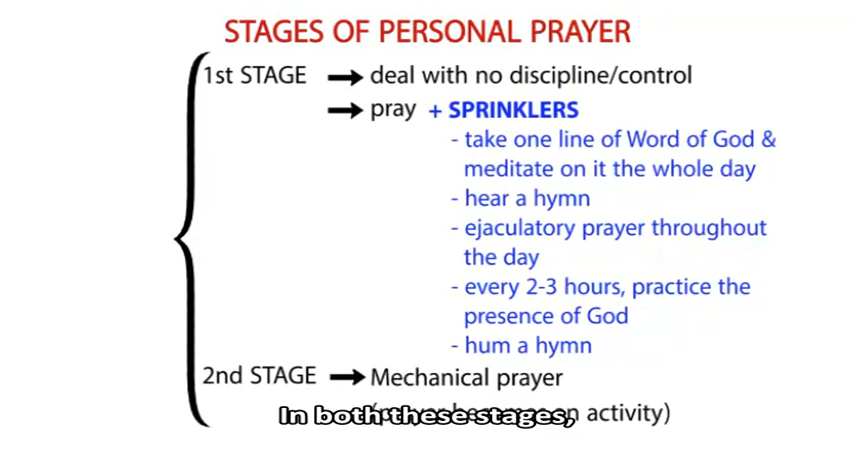 STAGES OF PERSONAL PRAYER
1st STAGE → deal with no discipline/control
→ pray + SPRINKLERS
- take one line of Word of God &
meditate on it the whole day
- hear a hymn
- ejaculatory prayer throughout
the day
- every 2-3 hours, practice the
presence of God
- hum a hymn
2nd STAGE → Mechanical prayer
activity)
In both these stages,